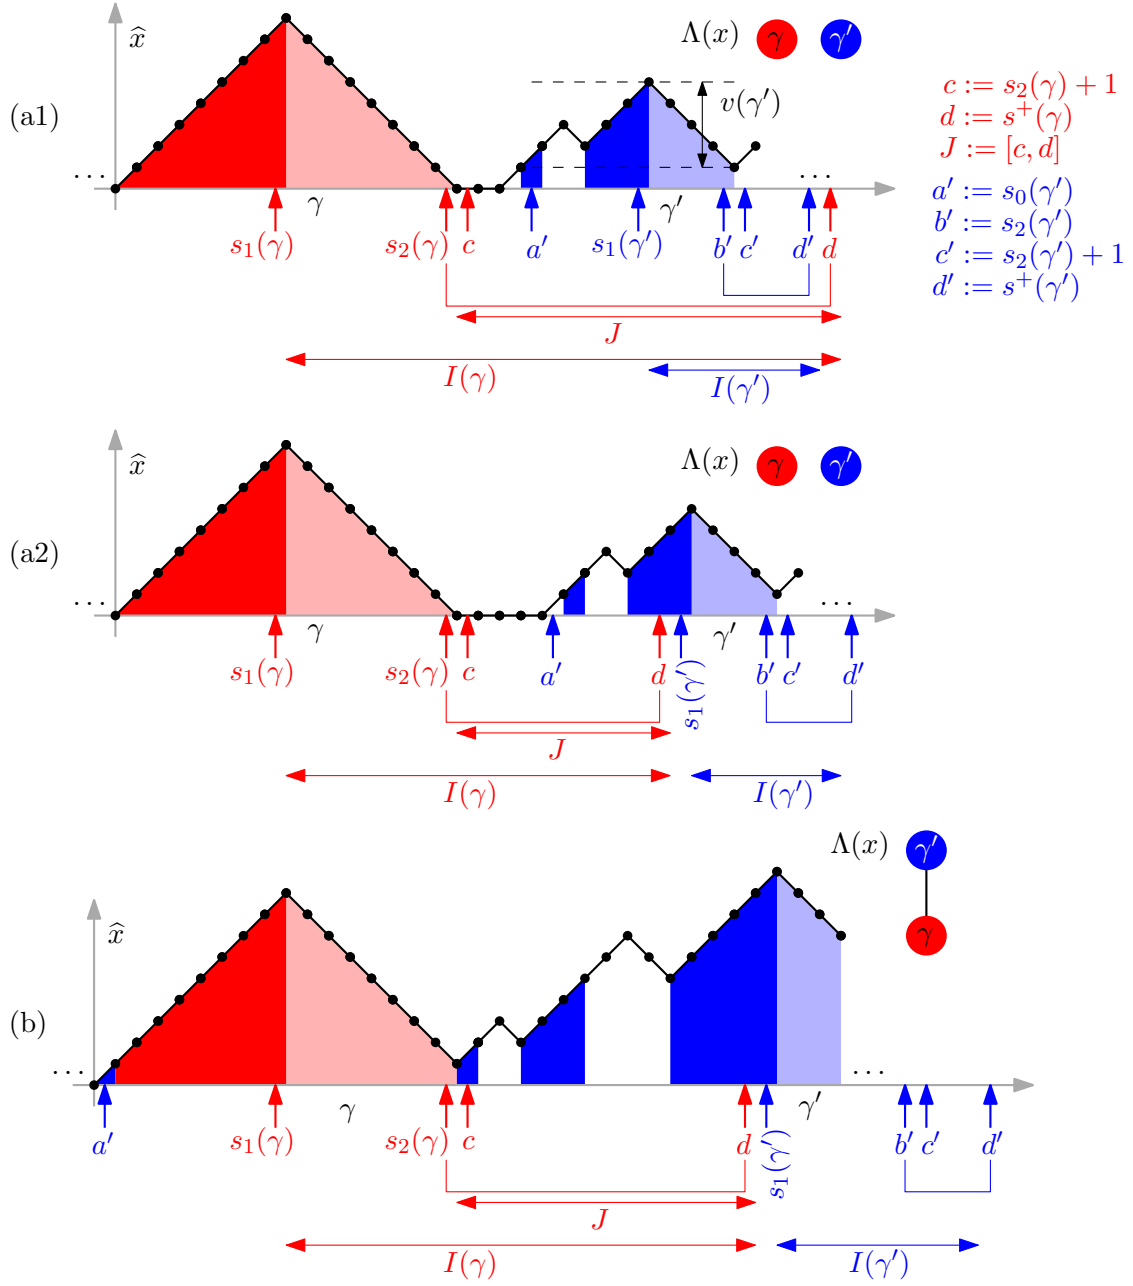 x̂ Λ(x) γ γ′
(a1) v(γ′)
c := s₂(γ) + 1
d := s⁺(γ)
J := [c, d]
a′ := s₀(γ′)
b′ := s₂(γ′)
c′ := s₂(γ′) + 1
d′ := s⁺(γ′)
... γ γ′ ...
s₁(γ) s₂(γ) c a′ s₁(γ′) b′ c′ d′ d
J
I(γ) I(γ′)
x̂ Λ(x) γ γ′
(a2)
... γ γ′ ...
s₁(γ) s₂(γ) c a′ d s₁(γ′) b′ c′ d′
J
I(γ) I(γ′)
Λ(x) γ′
x̂ γ
(b)
... γ γ′ ...
a′ s₁(γ) s₂(γ) c d s₁(γ′) b′ c′ d′
J
I(γ) I(γ′)